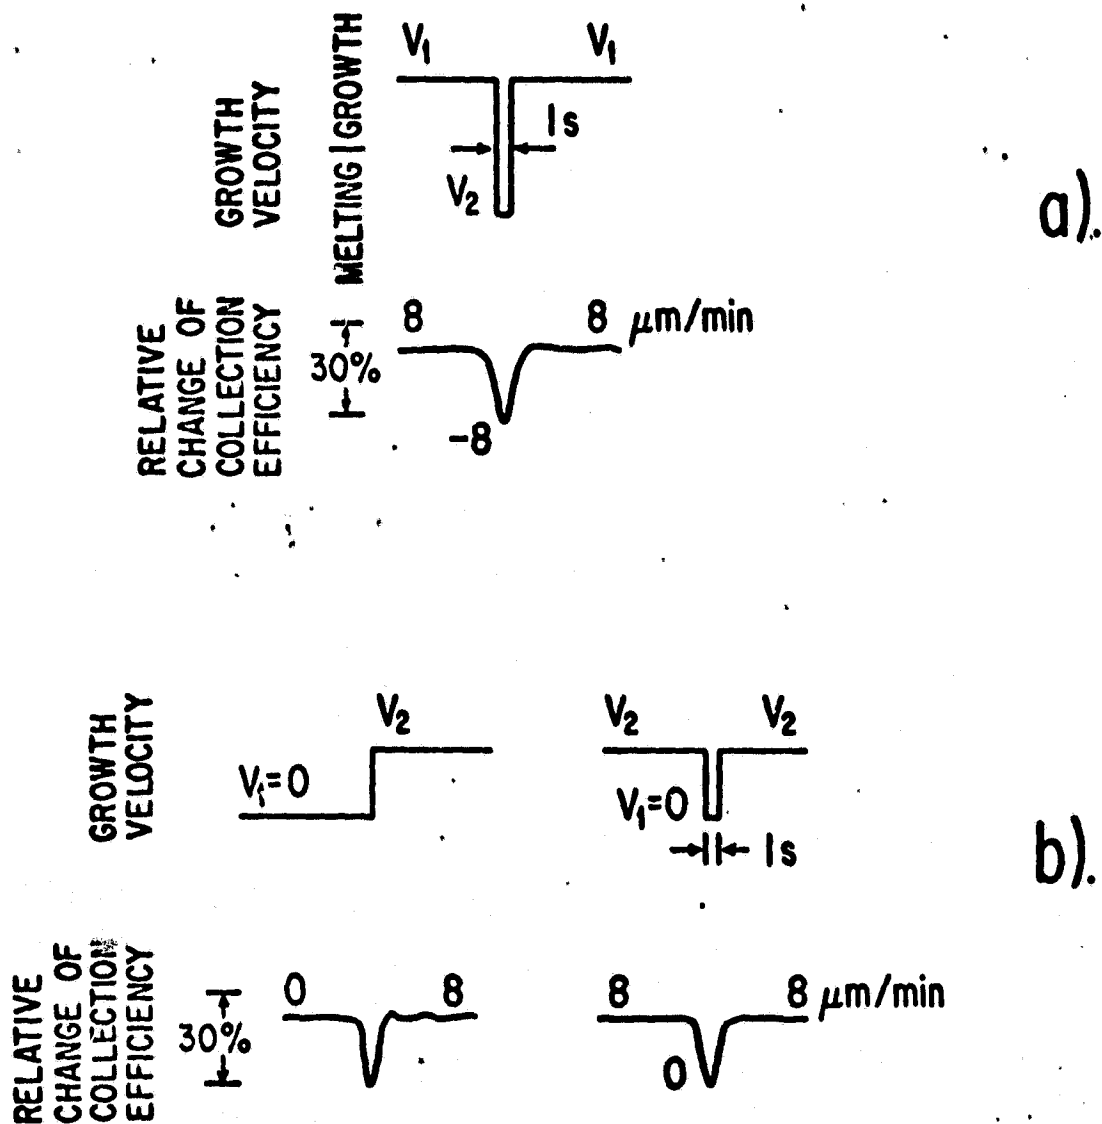 GROWTH
VELOCITY
MELTING | GROWTH
V₁ V₁
1s
V₂
a).
RELATIVE
CHANGE OF
COLLECTION
EFFICIENCY
30%
8 8 μm/min
-8
GROWTH
VELOCITY
V₂
V₁=0
V₂ V₂
V₁=0
1s
b).
RELATIVE
CHANGE OF
COLLECTION
EFFICIENCY
30%
0 8
8 8 μm/min
0